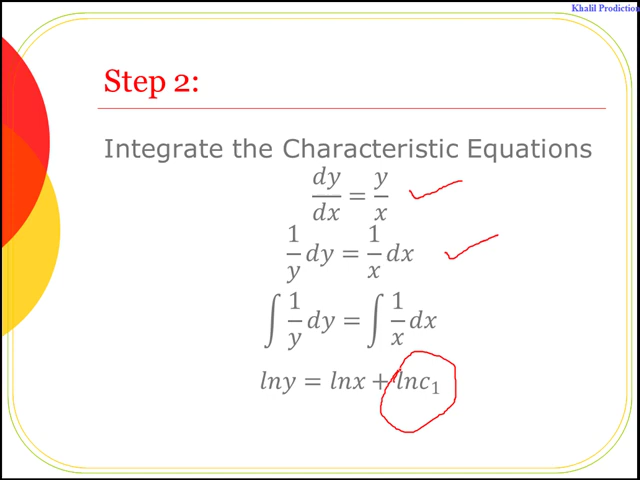 Khalil Prodiction
Step 2:
Integrate the Characteristic Equations
dy/dx = y/x
1/y dy = 1/x dx
∫ 1/y dy = ∫ 1/x dx
lny = lnx + lnc₁